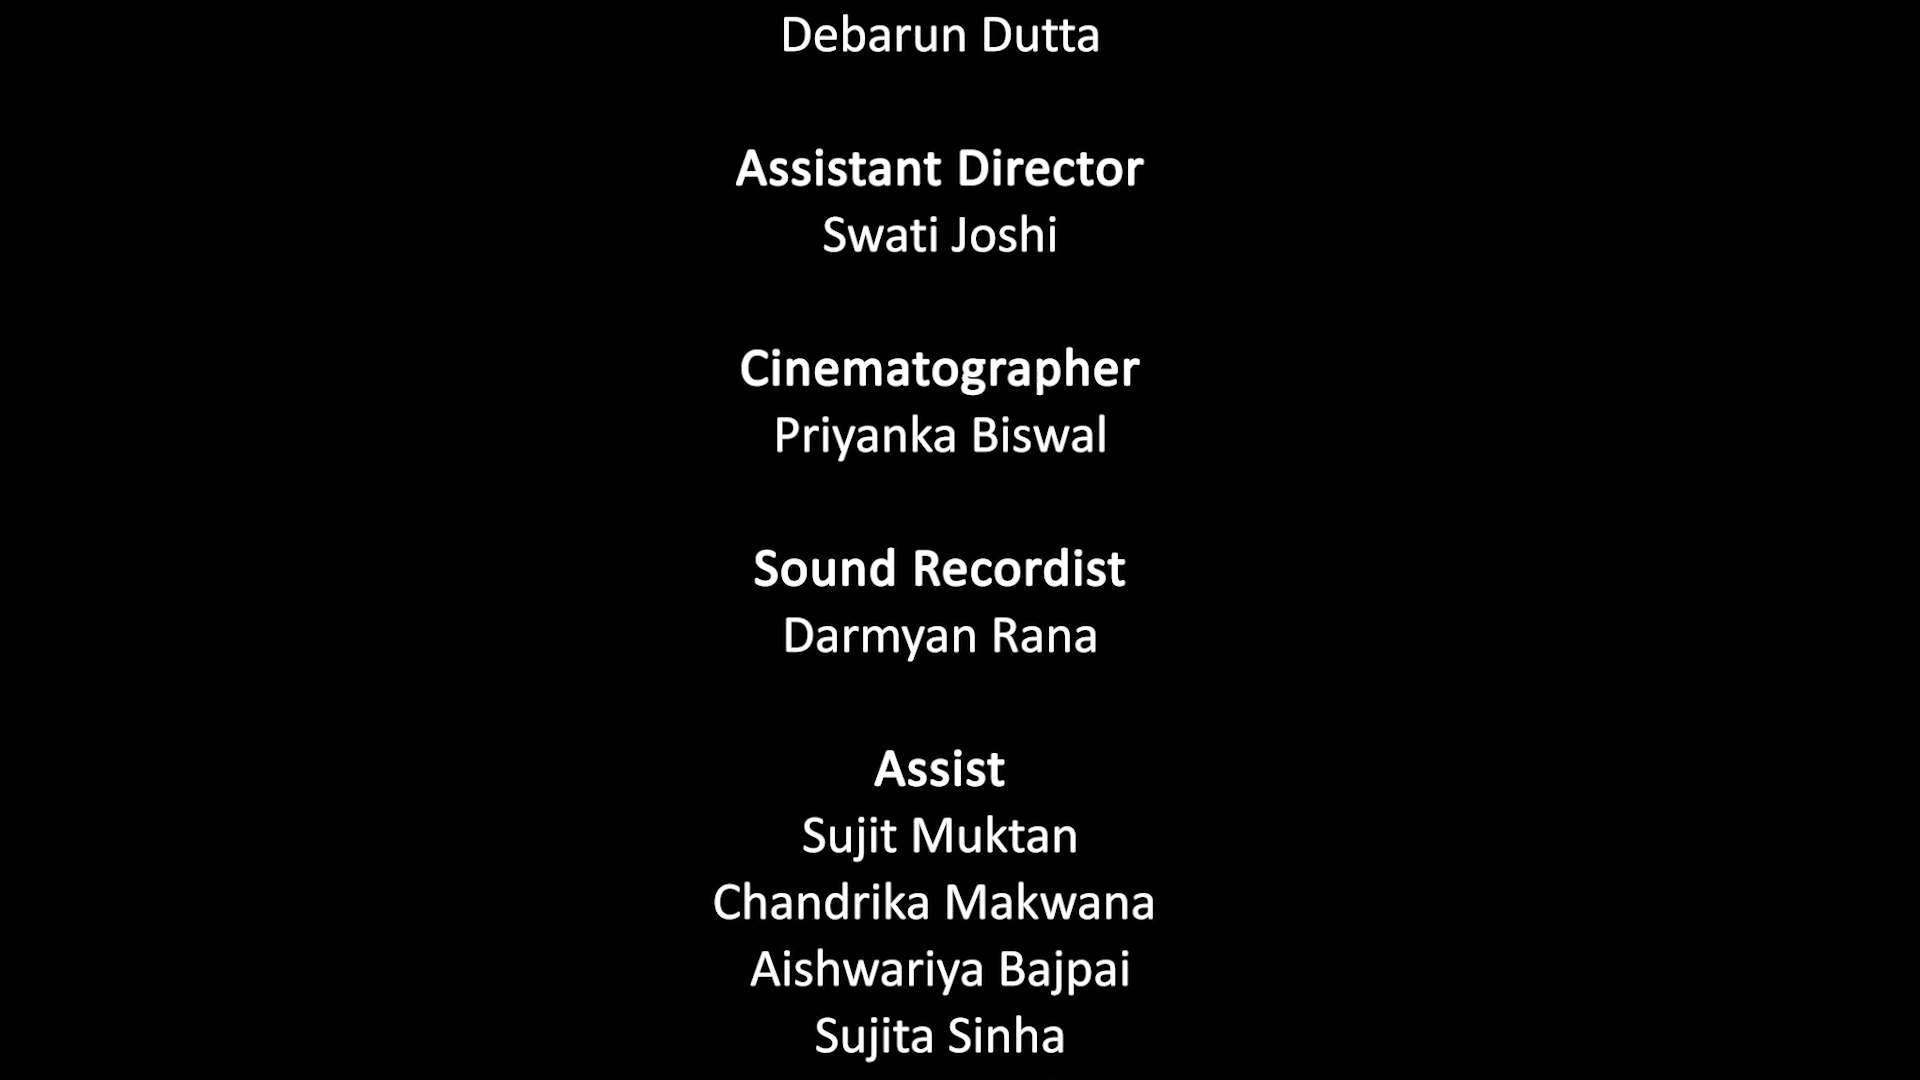 Debarun Dutta
Assistant Director
Swati Joshi
Cinematographer
Priyanka Biswal
Sound Recordist
Darmyan Rana
Assist
Sujit Muktan
Chandrika Makwana
Aishwariya Bajpai
Sujita Sinha